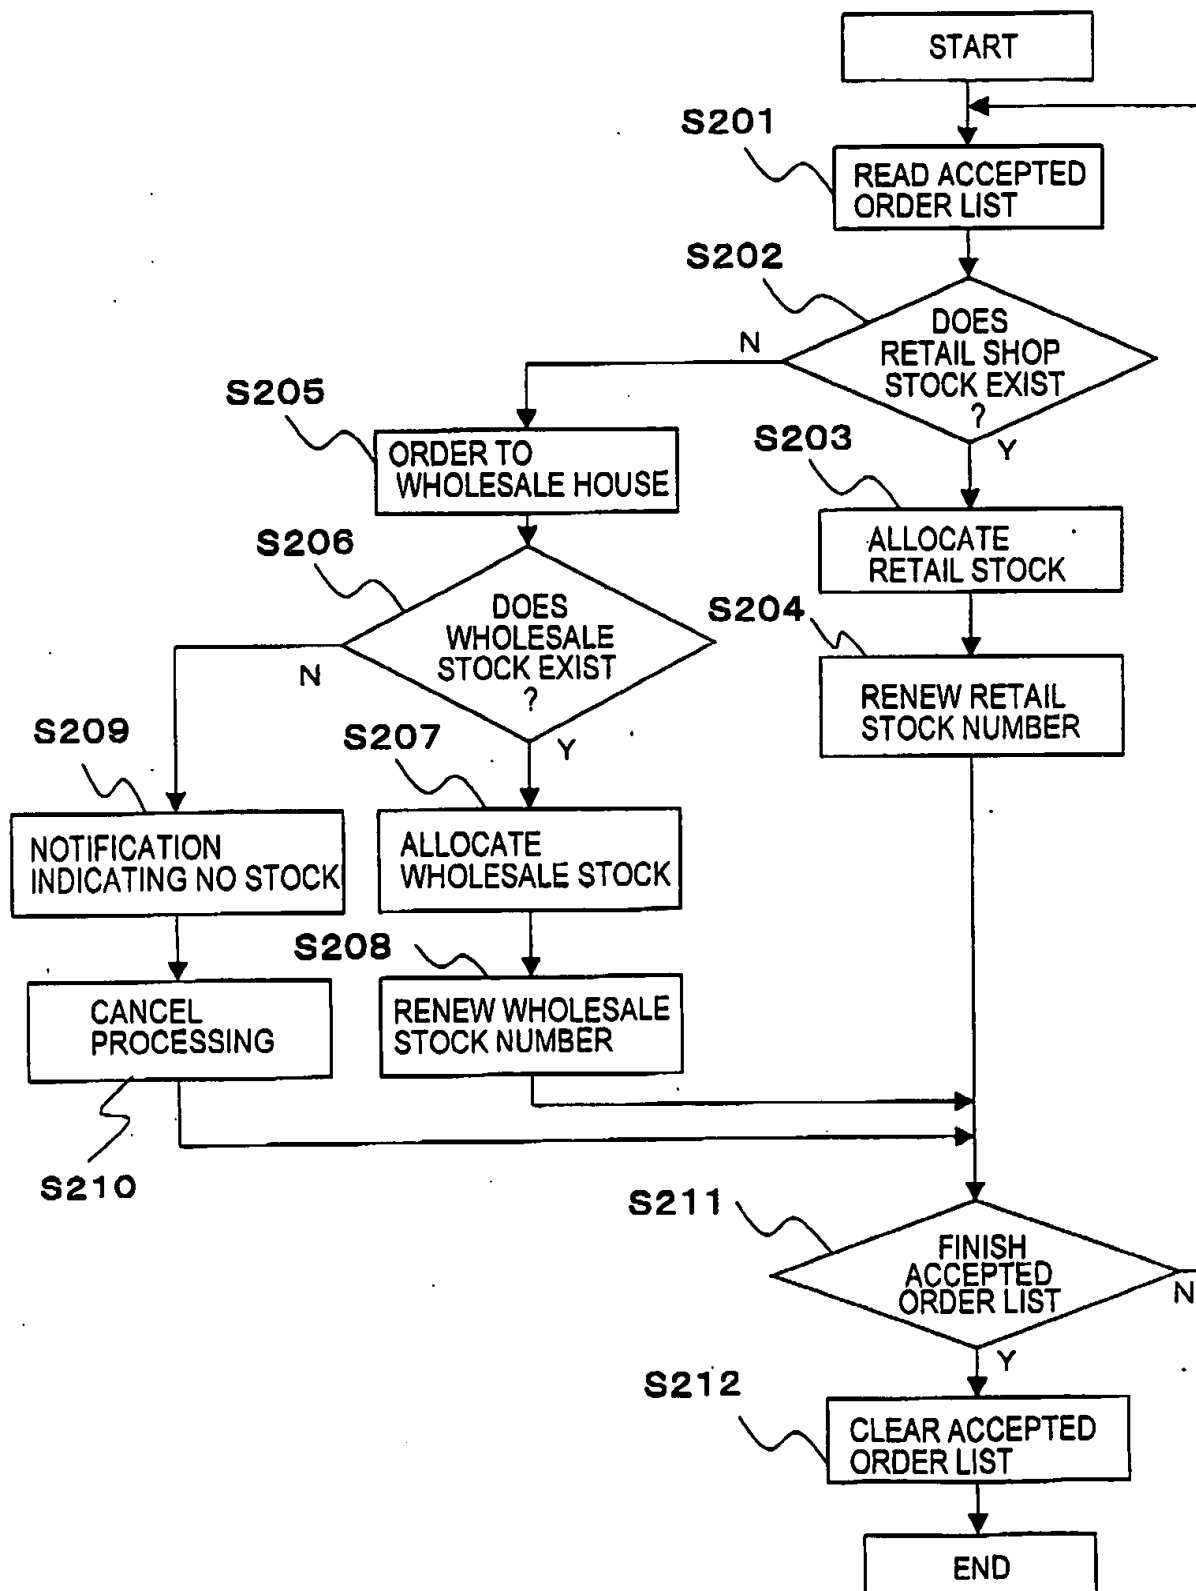 START
S201
READ ACCEPTED
ORDER LIST
S202
DOES
RETAIL SHOP
STOCK EXIST
?
N
Y
S203
ALLOCATE
RETAIL STOCK
S204
RENEW RETAIL
STOCK NUMBER
S205
ORDER TO
WHOLESALE HOUSE
S206
DOES
WHOLESALE
STOCK EXIST
?
N
Y
S207
ALLOCATE
WHOLESALE STOCK
S208
RENEW WHOLESALE
STOCK NUMBER
S209
NOTIFICATION
INDICATING NO STOCK
CANCEL
PROCESSING
S210
S211
FINISH
ACCEPTED
ORDER LIST
N
Y
S212
CLEAR ACCEPTED
ORDER LIST
END